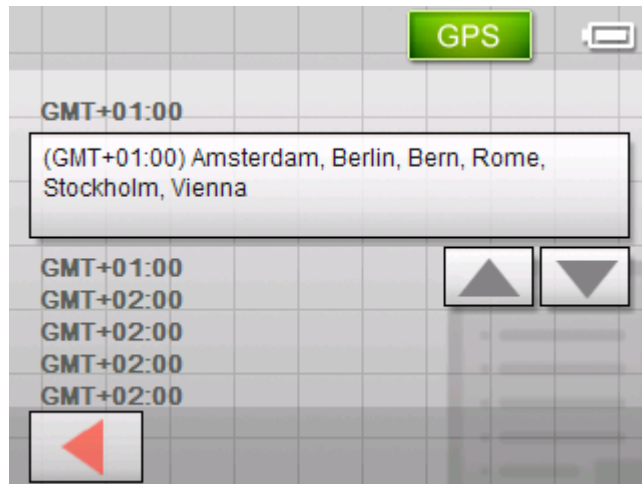 GPS
GMT+01:00
(GMT+01:00) Amsterdam, Berlin, Bern, Rome,
Stockholm, Vienna
GMT+01:00
GMT+02:00
GMT+02:00
GMT+02:00
GMT+02:00